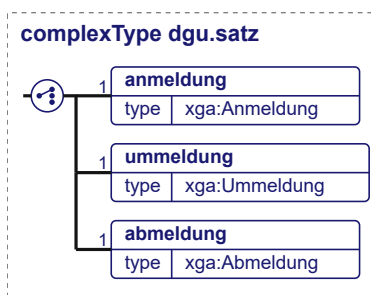 complexType dgu.satz
1 anmeldung
type xga:Anmeldung
1 ummeldung
type xga:Ummeldung
1 abmeldung
type xga:Abmeldung